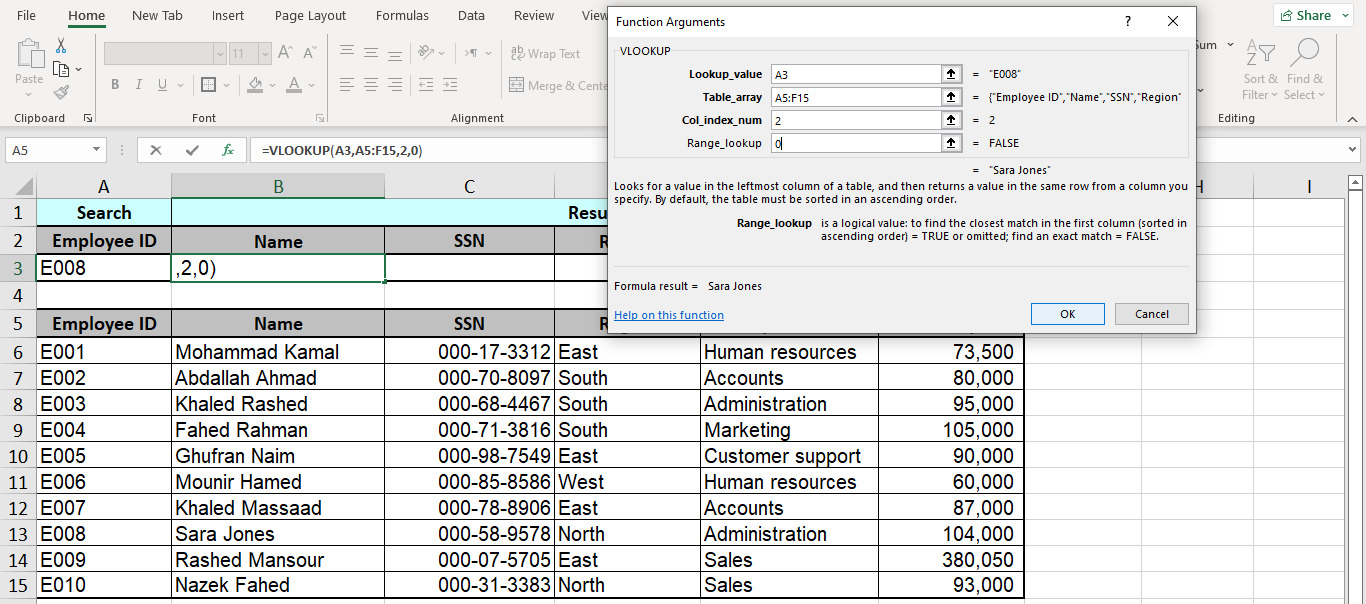 File Home New Tab Insert Page Layout Formulas Data Review View Share
Function Arguments ? ×
VLOOKUP
Lookup_value A3 = "E008"
Table_array A5:F15 = {"Employee ID","Name","SSN","Region"
Col_index_num 2 = 2
Range_lookup 0 = FALSE
= "Sara Jones"
Looks for a value in the leftmost column of a table, and then returns a value in the same row from a column you
specify. By default, the table must be sorted in an ascending order.
Range_lookup is a logical value: to find the closest match in the first column (sorted in
ascending order) = TRUE or omitted; find an exact match = FALSE.
Formula result = Sara Jones
Help on this function OK Cancel
Paste 11 Wrap Text
B I U Merge & Cente
Sort & Filter Find & Select
Clipboard Font Alignment Editing
A5 =VLOOKUP(A3,A5:F15,2,0)
A B C I
1 Search
2 Employee ID Name SSN R
3 E008 ,2,0)
4
5 Employee ID Name SSN
6 E001 Mohammad Kamal 000-17-3312 East Human resources 73,500
7 E002 Abdallah Ahmad 000-70-8097 South Accounts 80,000
8 E003 Khaled Rashed 000-68-4467 South Administration 95,000
9 E004 Fahed Rahman 000-71-3816 South Marketing 105,000
10 E005 Ghufran Naim 000-98-7549 East Customer support 90,000
11 E006 Mounir Hamed 000-85-8586 West Human resources 60,000
12 E007 Khaled Massaad 000-78-8906 East Accounts 87,000
13 E008 Sara Jones 000-58-9578 North Administration 104,000
14 E009 Rashed Mansour 000-07-5705 East Sales 380,050
15 E010 Nazek Fahed 000-31-3383 North Sales 93,000